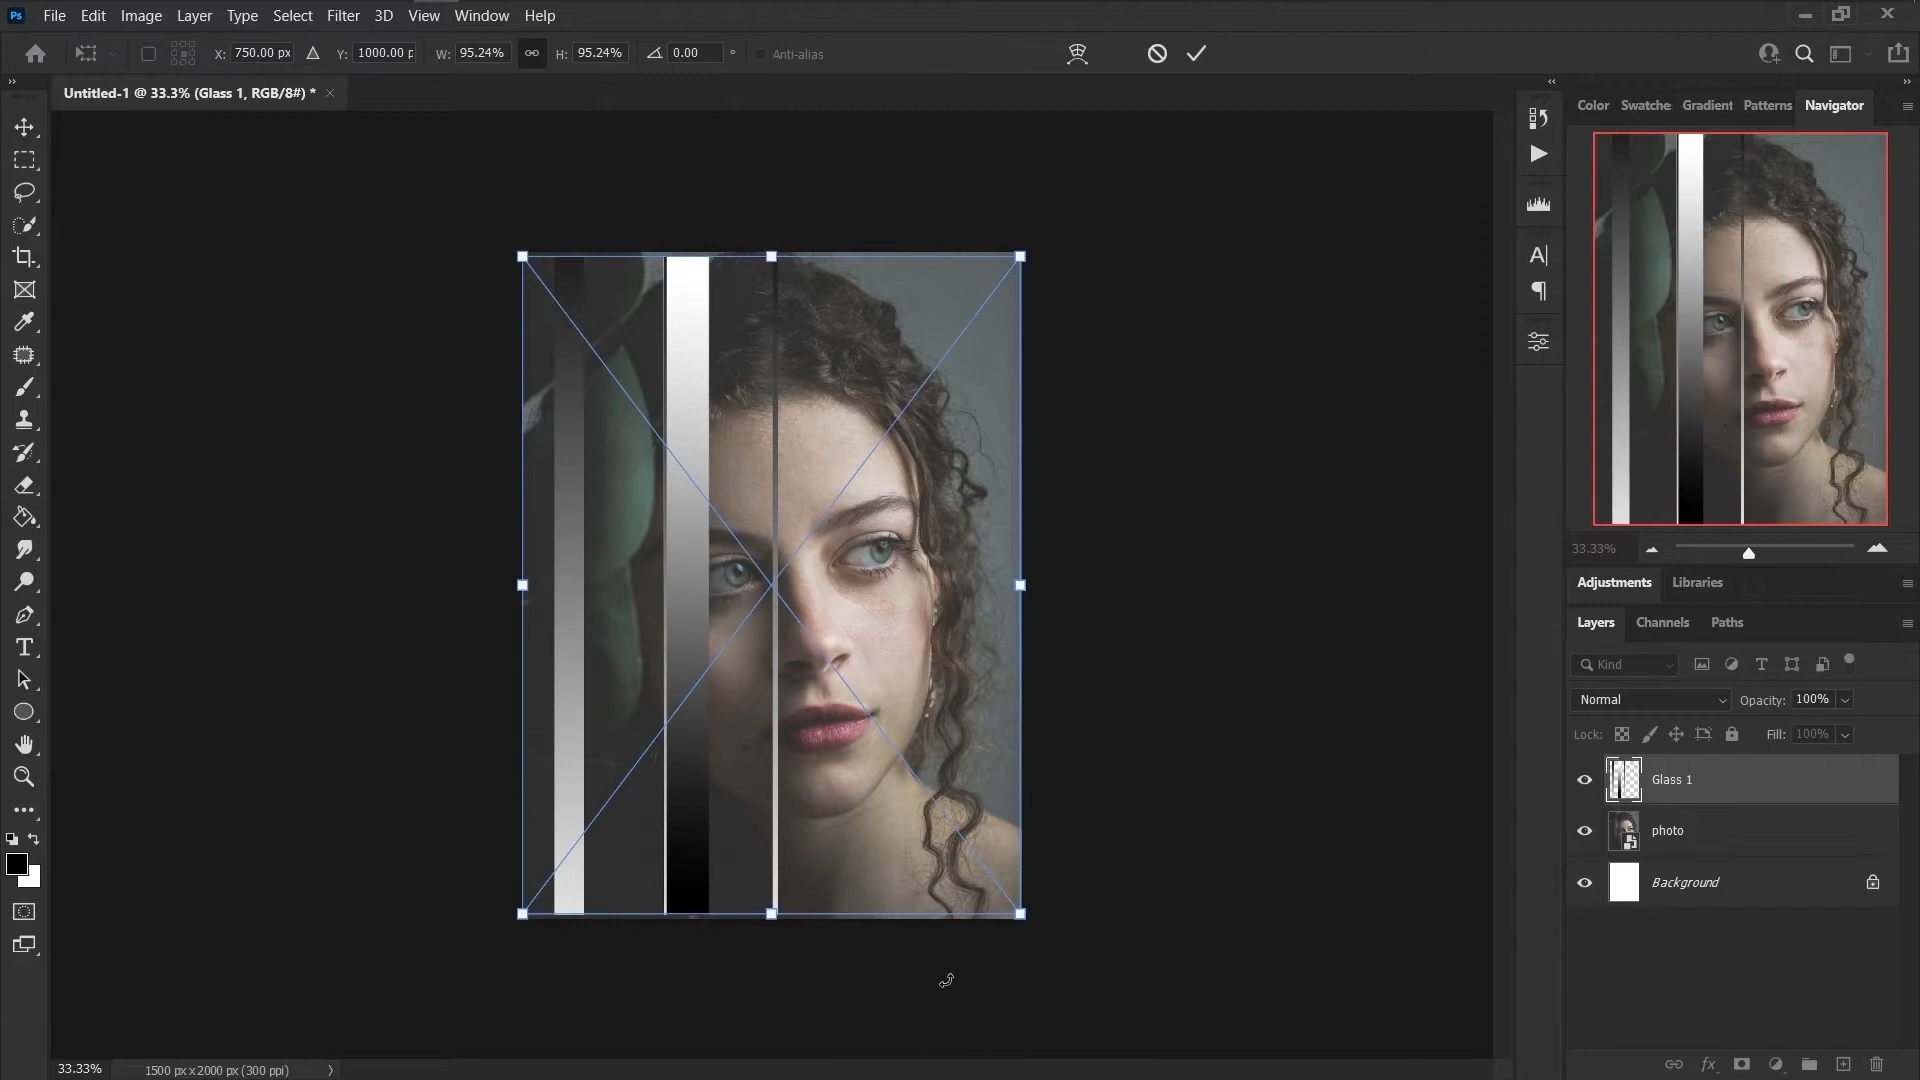 Ps File Edit Image Layer Type Select Filter 3D View Window Help
X: 750.00 px Y: 1000.00 p W: 95.24% H: 95.24% 0.00 ° Anti-alias
Untitled-1 @ 33.3% (Glass 1, RGB/8#) * ×
Color Swatche Gradient Patterns Navigator
33.33%
Adjustments Libraries
Layers Channels Paths
Kind
Normal Opacity: 100%
Lock: Fill: 100%
Glass 1
photo
Background
33.33% 1500 px x 2000 px (300 ppi)